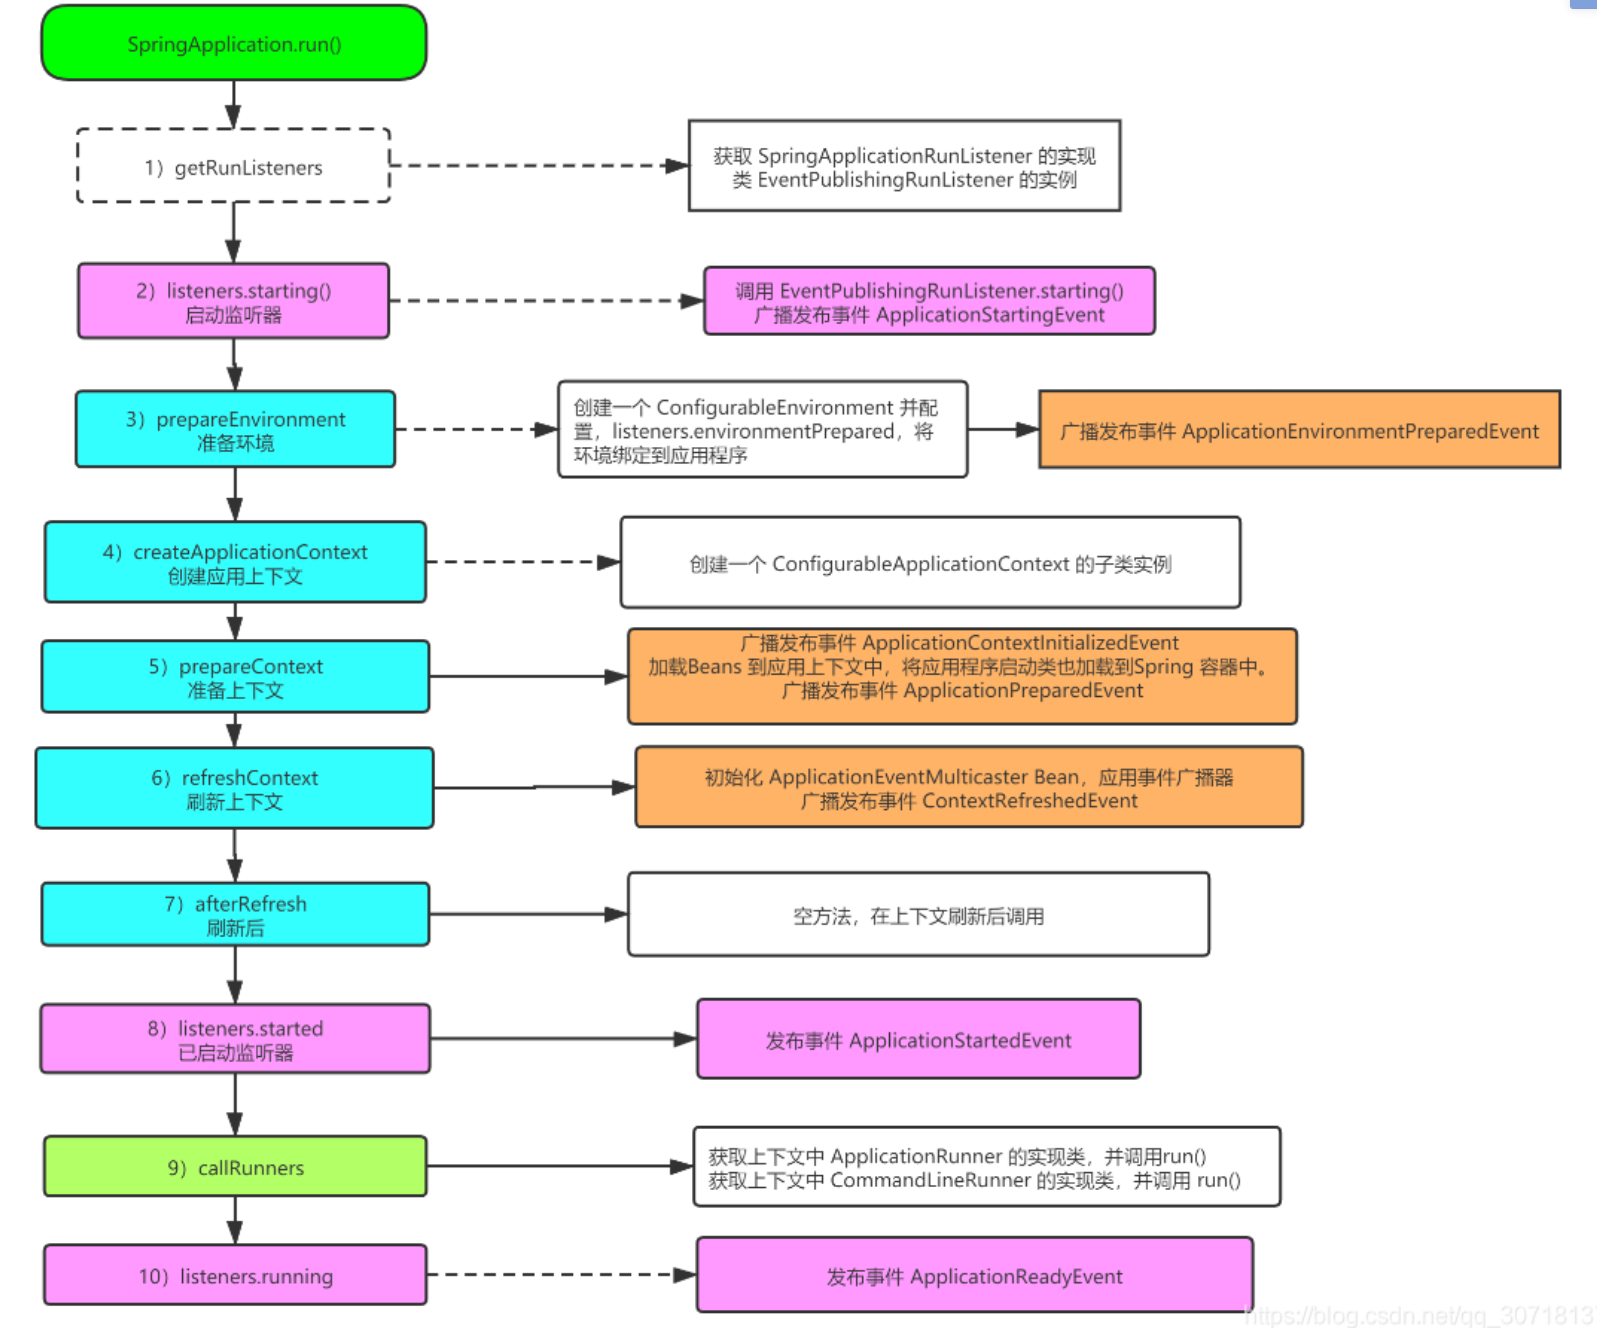 SpringApplication.run()
1）getRunListeners
获取 SpringApplicationRunListener 的实现
类 EventPublishingRunListener 的实例
2）listeners.starting()
启动监听器
调用 EventPublishingRunListener.starting()
广播发布事件 ApplicationStartingEvent
3）prepareEnvironment
准备环境
创建一个 ConfigurableEnvironment 并配
置，listeners.environmentPrepared，将
环境绑定到应用程序
广播发布事件 ApplicationEnvironmentPreparedEvent
4）createApplicationContext
创建应用上下文
创建一个 ConfigurableApplicationContext 的子类实例
5）prepareContext
准备上下文
广播发布事件 ApplicationContextInitializedEvent
加载Beans 到应用上下文中，将应用程序启动类也加载到Spring 容器中。
广播发布事件 ApplicationPreparedEvent
6）refreshContext
刷新上下文
初始化 ApplicationEventMulticaster Bean，应用事件广播器
广播发布事件 ContextRefreshedEvent
7）afterRefresh
刷新后
空方法，在上下文刷新后调用
8）listeners.started
已启动监听器
发布事件 ApplicationStartedEvent
9）callRunners
获取上下文中 ApplicationRunner 的实现类，并调用run()
获取上下文中 CommandLineRunner 的实现类，并调用 run()
10）listeners.running
发布事件 ApplicationReadyEvent
https://blog.csdn.net/qq_3071813